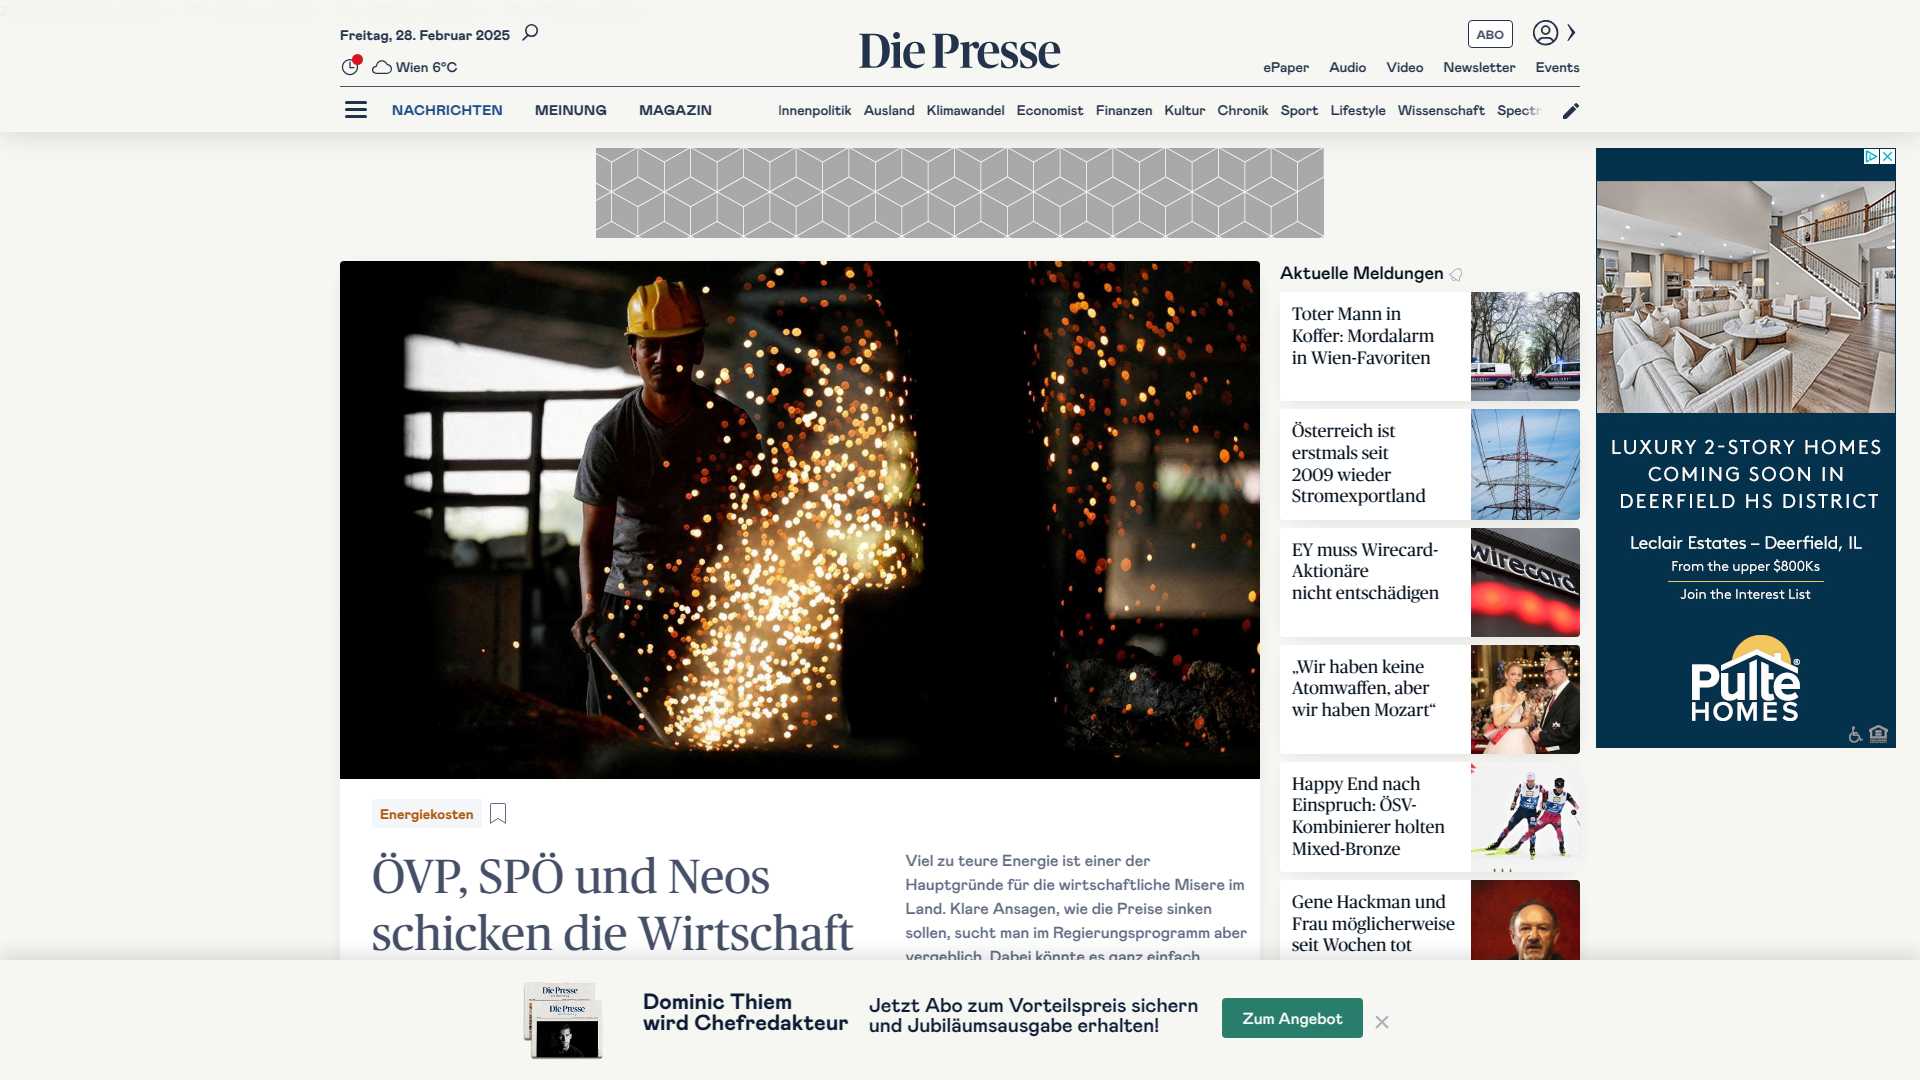 Freitag, 28. Februar 2025
Wien 6°C
Die Presse
ABO
ePaper Audio Video Newsletter Events
NACHRICHTEN MEINUNG MAGAZIN
Innenpolitik Ausland Klimawandel Economist Finanzen Kultur Chronik Sport Lifestyle Wissenschaft Spectr
Energiekosten
ÖVP, SPÖ und Neos
schicken die Wirtschaft
Viel zu teure Energie ist einer der
Hauptgründe für die wirtschaftliche Misere im
Land. Klare Ansagen, wie die Preise sinken
sollen, sucht man im Regierungsprogramm aber
vergeblich. Dabei könnte es ganz einfach
Aktuelle Meldungen
Toter Mann in
Koffer: Mordalarm
in Wien-Favoriten
Österreich ist
erstmals seit
2009 wieder
Stromexportland
EY muss Wirecard-
Aktionäre
nicht entschädigen
wirecard
„Wir haben keine
Atomwaffen, aber
wir haben Mozart“
Happy End nach
Einspruch: ÖSV-
Kombinierer holten
Mixed-Bronze
Gene Hackman und
Frau möglicherweise
seit Wochen tot
LUXURY 2-STORY HOMES
COMING SOON IN
DEERFIELD HS DISTRICT
Leclair Estates – Deerfield, IL
From the upper $800Ks
Join the Interest List
Pulte®
HOMES
Die Presse
Die Presse
Dominic Thiem
wird Chefredakteur
Jetzt Abo zum Vorteilspreis sichern
und Jubiläumsausgabe erhalten!
Zum Angebot